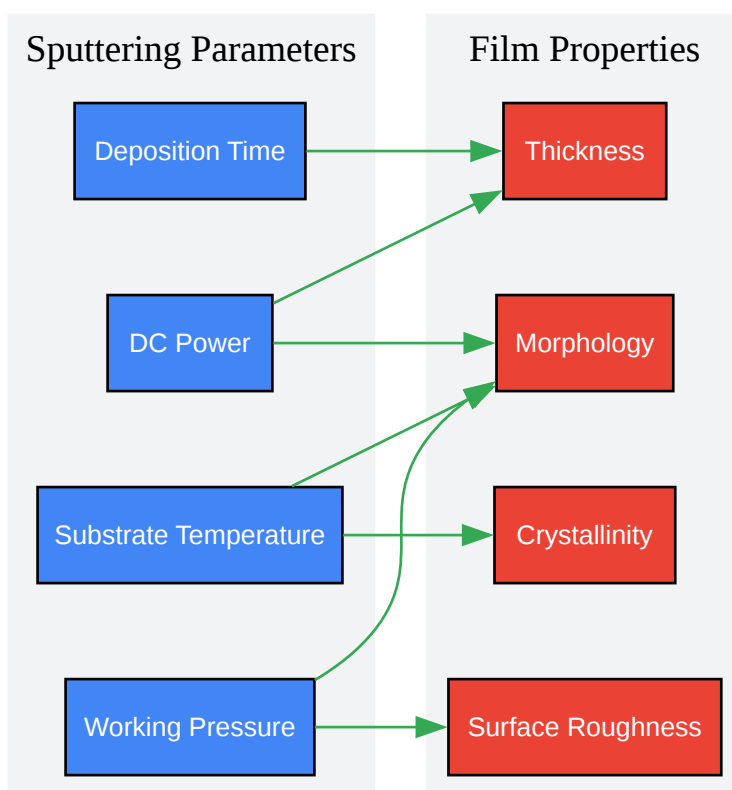 Sputtering Parameters
Film Properties
Deposition Time
Thickness
DC Power
Morphology
Substrate Temperature
Crystallinity
Working Pressure
Surface Roughness